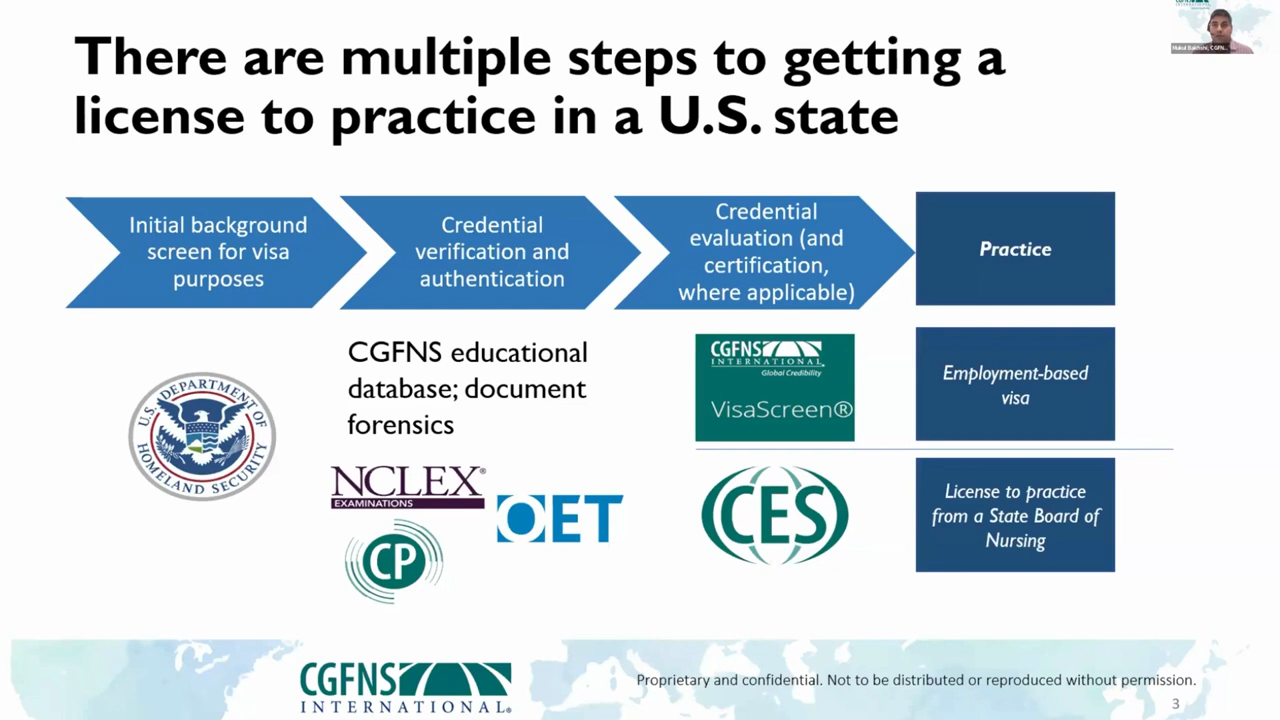 There are multiple steps to getting a
license to practice in a U.S. state
Initial background
screen for visa
purposes
Credential
verification and
authentication
Credential
evaluation (and
certification,
where applicable)
Practice
U.S. DEPARTMENT OF
HOMELAND SECURITY
CGFNS educational
database; document
forensics
NCLEX®
EXAMINATIONS
OET
CP
CGFNS
INTERNATIONAL
Global Credibility
VisaScreen®
CES
Employment-based
visa
License to practice
from a State Board of
Nursing
CGFNS
INTERNATIONAL®
Proprietary and confidential. Not to be distributed or reproduced without permission.
3